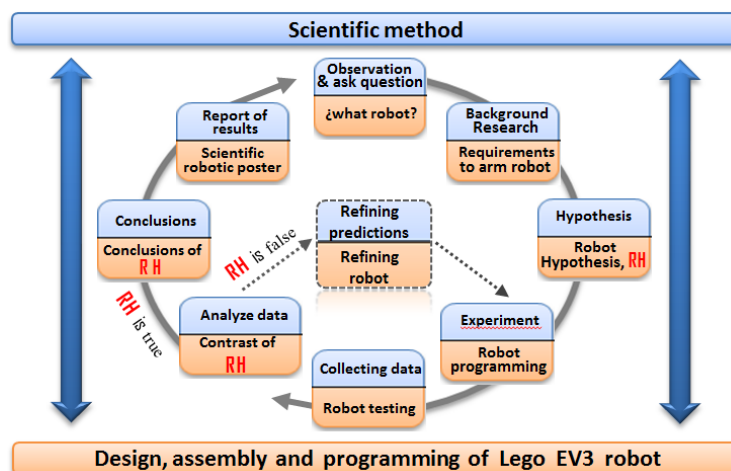 Scientific method
Observation
& ask question
¿what robot?
Background
Research
Requirements
to arm robot
Hypothesis
Robot
Hypothesis, RH
Experiment
Robot
programming
Collecting data
Robot testing
Analyze data
Contrast of
RH
RH is false
Refining
predictions
Refining
robot
RH is true
Conclusions
Conclusions of
RH
Report of
results
Scientific
robotic poster
Design, assembly and programming of Lego EV3 robot